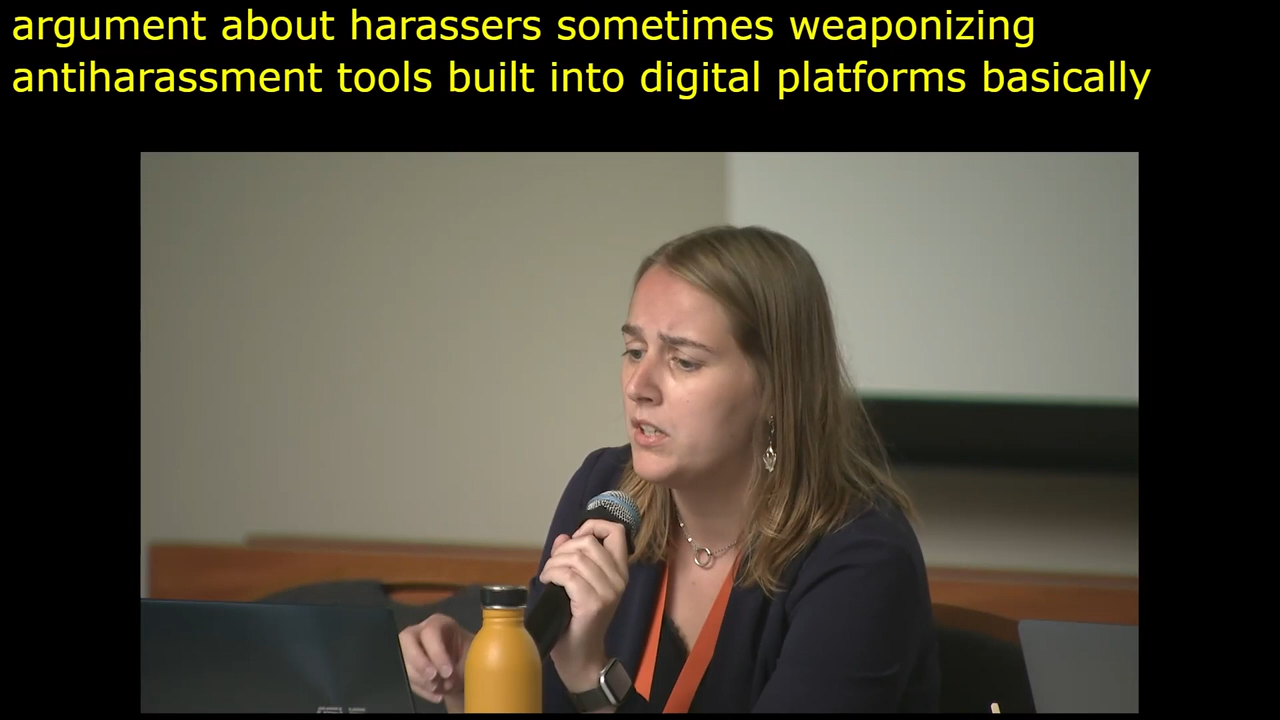 argument about harassers sometimes weaponizing
antiharassment tools built into digital platforms basically